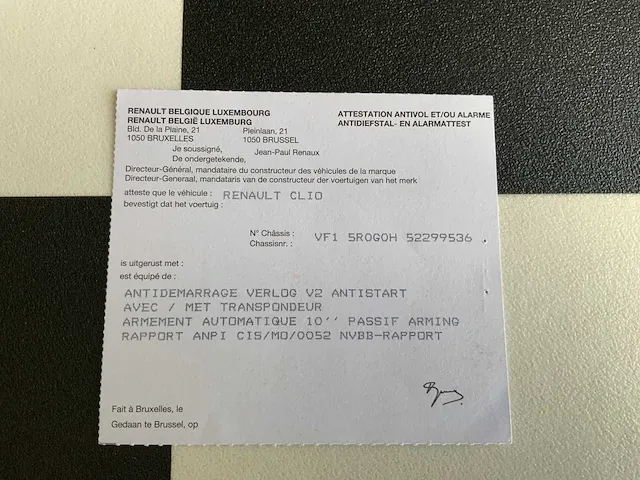 RENAULT BELGIQUE LUXEMBOURG
RENAULT BELGIË LUXEMBURG
ATTESTATION ANTIVOL ET/OU ALARME
ANTIDIEFSTAL- EN ALARMATTEST
Bld. De la Plaine, 21 Pleinlaan, 21
1050 BRUXELLES 1050 BRUSSEL
Je soussigné,
De ondergetekende,
Jean-Paul Renaux
Directeur-Général, mandataire du constructeur des véhicules de la marque
Directeur-Generaal, mandataris van de constructeur der voertuigen van het merk
atteste que le véhicule : RENAULT CLIO
bevestigt dat het voertuig :
N° Châssis : VF1 5R0G0H 52299536
Chassisnr. :
is uitgerust met :
est équipé de :
ANTIDEMARRAGE VERLOG V2 ANTISTART
AVEC / MET TRANSPONDEUR
ARMEMENT AUTOMATIQUE 10'' PASSIF ARMING
RAPPORT ANPI CIS/MO/0052 NVBB-RAPPORT
Fait à Bruxelles, le
Gedaan te Brussel, op